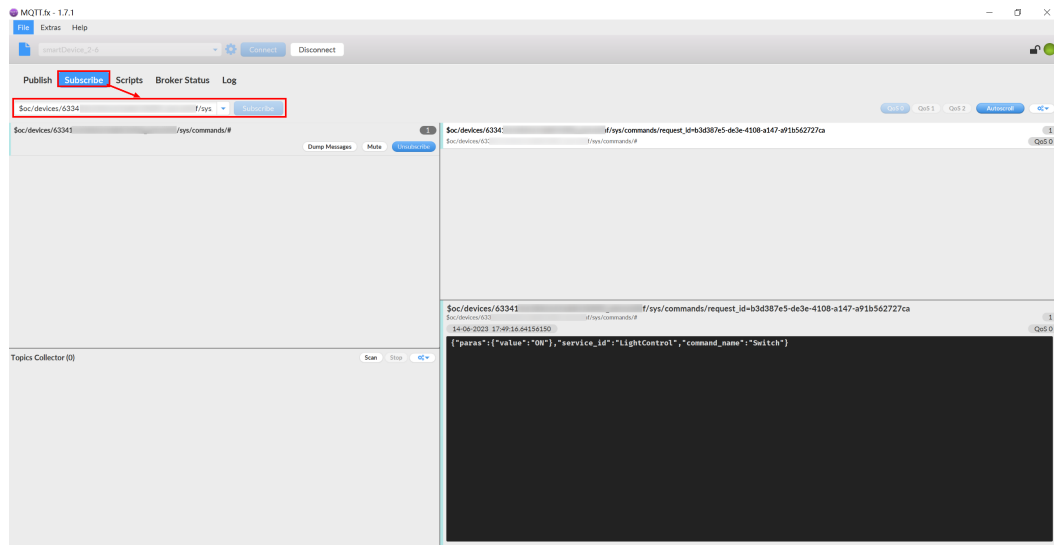 MQTT.fx - 1.7.1
File Extras Help
smartDevice_2-6 Connect Disconnect
Publish Subscribe Scripts Broker Status Log
$oc/devices/6334 f/sys Subscribe
QoS 0 QoS 1 QoS 2 Autoscroll
$oc/devices/63341 /sys/commands/# 1
Dump Messages Mute Unsubscribe
$oc/devices/6334 f/sys/commands/request_id=b3d387e5-de3e-4108-a147-a91b562727ca 1
$oc/devices/63 f/sys/commands/# QoS 0
$oc/devices/63341 f/sys/commands/request_id=b3d387e5-de3e-4108-a147-a91b562727ca
$oc/devices/633 f/sys/commands/# 1
14-06-2023 17:49:16.64156150 QoS 0
{"paras":{"value":"ON"},"service_id":"LightControl","command_name":"Switch"}
Topics Collector (0) Scan Stop